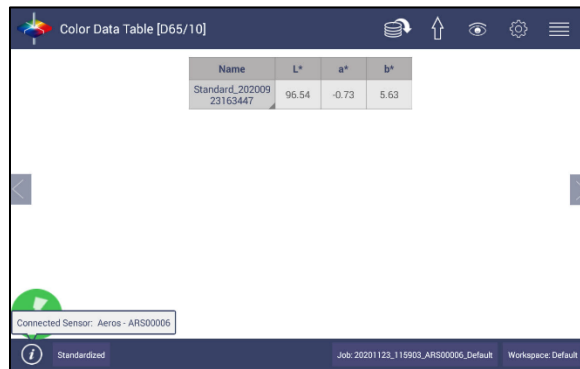 Color Data Table [D65/10]
Name L* a* b*
Standard_202009
23163447
96.54 -0.73 5.63
Connected Sensor: Aeros - ARS00006
i Standardized Job: 20201123_115903_ARS00006_Default Workspace: Default